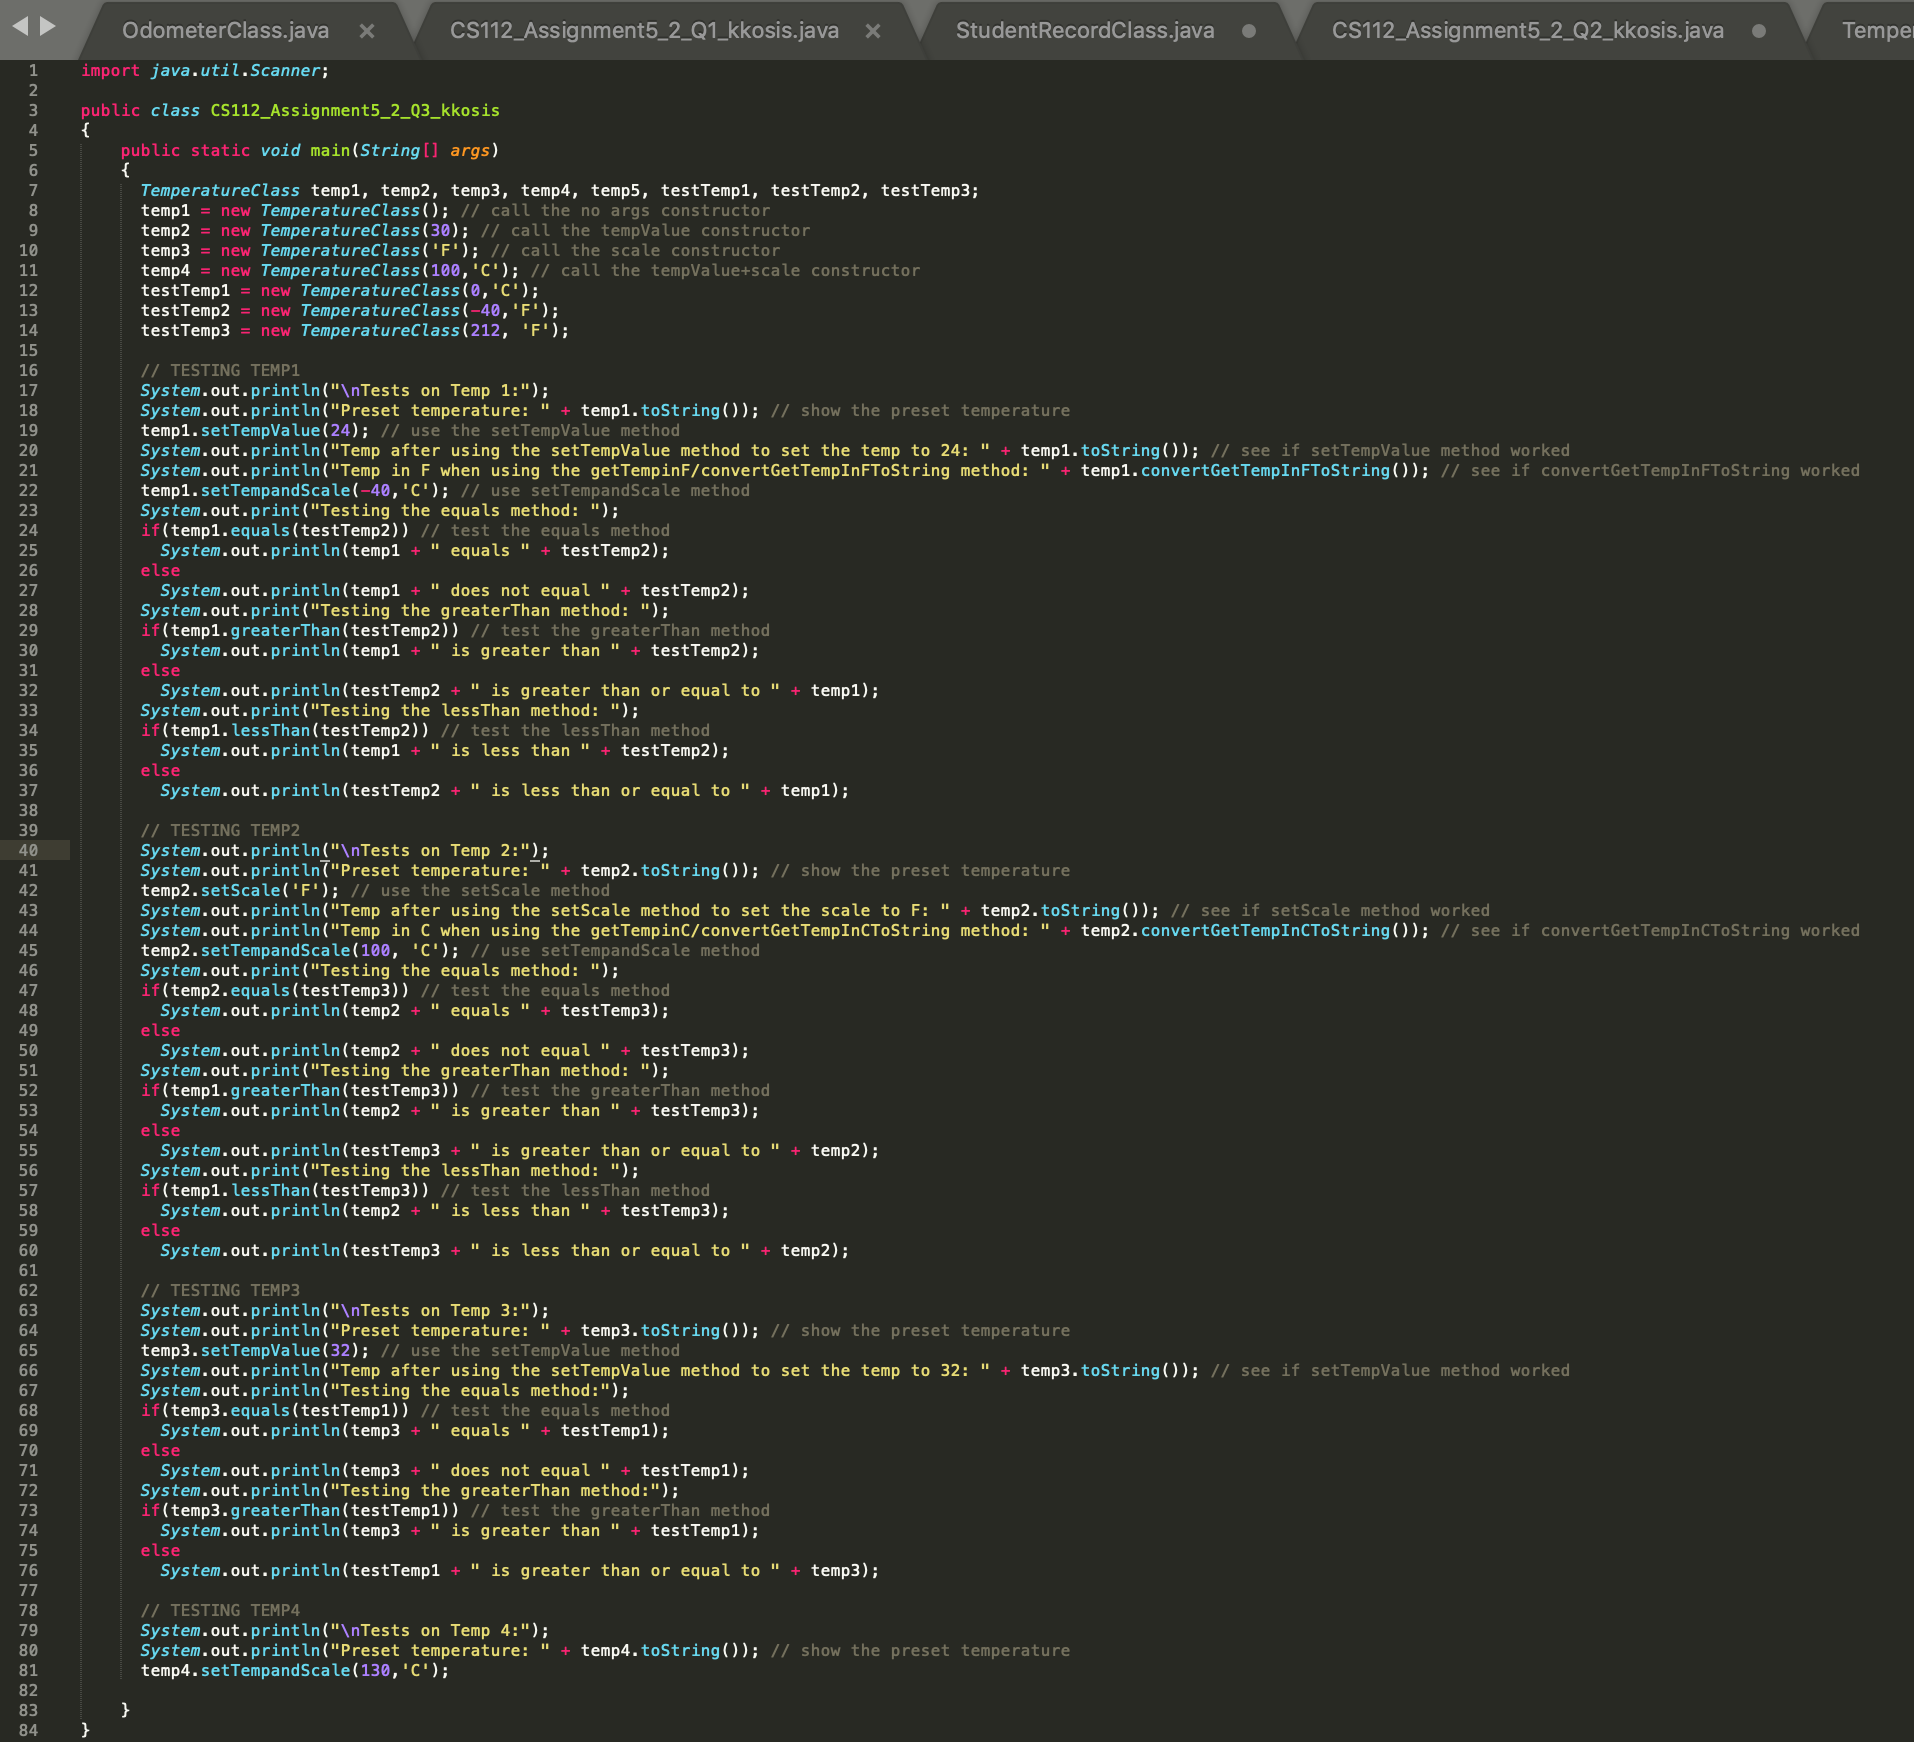 OdometerClass.java × CS112_Assignment5_2_Q1_kkosis.java × StudentRecordClass.java CS112_Assignment5_2_Q2_kkosis.java
1 import java.util.Scanner;
2
3 public class CS112_Assignment5_2_Q3_kkosis
4 {
5 public static void main(String[] args)
6 {
7 TemperatureClass temp1, temp2, temp3, temp4, temp5, testTemp1, testTemp2, testTemp3;
8 temp1 = new TemperatureClass(); // call the no args constructor
9 temp2 = new TemperatureClass(30); // call the tempValue constructor
10 temp3 = new TemperatureClass('F'); // call the scale constructor
11 temp4 = new TemperatureClass(100,'C'); // call the tempValue+scale constructor
12 testTemp1 = new TemperatureClass(0,'C');
13 testTemp2 = new TemperatureClass(-40,'F');
14 testTemp3 = new TemperatureClass(212, 'F');
15
16 // TESTING TEMP1
17 System.out.println("\nTests on Temp 1:");
18 System.out.println("Preset temperature: " + temp1.toString()); // show the preset temperature
19 temp1.setTempValue(24); // use the setTempValue method
20 System.out.println("Temp after using the setTempValue method to set the temp to 24: " + temp1.toString()); // see if setTempValue method worked
21 System.out.println("Temp in F when using the getTempinF/convertGetTempInFToString method: " + temp1.convertGetTempInFToString()); // see if convertGetTempInFToString worked
22 temp1.setTempandScale(-40,'C'); // use setTempandScale method
23 System.out.print("Testing the equals method: ");
24 if(temp1.equals(testTemp2)) // test the equals method
25 System.out.println(temp1 + " equals " + testTemp2);
26 else
27 System.out.println(temp1 + " does not equal " + testTemp2);
28 System.out.print("Testing the greaterThan method: ");
29 if(temp1.greaterThan(testTemp2)) // test the greaterThan method
30 System.out.println(temp1 + " is greater than " + testTemp2);
31 else
32 System.out.println(testTemp2 + " is greater than or equal to " + temp1);
33 System.out.print("Testing the lessThan method: ");
34 if(temp1.lessThan(testTemp2)) // test the lessThan method
35 System.out.println(temp1 + " is less than " + testTemp2);
36 else
37 System.out.println(testTemp2 + " is less than or equal to " + temp1);
38
39 // TESTING TEMP2
40 System.out.println("\nTests on Temp 2:");
41 System.out.println("Preset temperature: " + temp2.toString()); // show the preset temperature
42 temp2.setScale('F'); // use the setScale method
43 System.out.println("Temp after using the setScale method to set the scale to F: " + temp2.toString()); // see if setScale method worked
44 System.out.println("Temp in C when using the getTempinC/convertGetTempInCToString method: " + temp2.convertGetTempInCToString()); // see if convertGetTempInCToString worked
45 temp2.setTempandScale(100, 'C'); // use setTempandScale method
46 System.out.print("Testing the equals method: ");
47 if(temp2.equals(testTemp3)) // test the equals method
48 System.out.println(temp2 + " equals " + testTemp3);
49 else
50 System.out.println(temp2 + " does not equal " + testTemp3);
51 System.out.print("Testing the greaterThan method: ");
52 if(temp1.greaterThan(testTemp3)) // test the greaterThan method
53 System.out.println(temp2 + " is greater than " + testTemp3);
54 else
55 System.out.println(testTemp3 + " is greater than or equal to " + temp2);
56 System.out.print("Testing the lessThan method: ");
57 if(temp1.lessThan(testTemp3)) // test the lessThan method
58 System.out.println(temp2 + " is less than " + testTemp3);
59 else
60 System.out.println(testTemp3 + " is less than or equal to " + temp2);
61
62 // TESTING TEMP3
63 System.out.println("\nTests on Temp 3:");
64 System.out.println("Preset temperature: " + temp3.toString()); // show the preset temperature
65 temp3.setTempValue(32); // use the setTempValue method
66 System.out.println("Temp after using the setTempValue method to set the temp to 32: " + temp3.toString()); // see if setTempValue method worked
67 System.out.println("Testing the equals method:");
68 if(temp3.equals(testTemp1)) // test the equals method
69 System.out.println(temp3 + " equals " + testTemp1);
70 else
71 System.out.println(temp3 + " does not equal " + testTemp1);
72 System.out.println("Testing the greaterThan method:");
73 if(temp3.greaterThan(testTemp1)) // test the greaterThan method
74 System.out.println(temp3 + " is greater than " + testTemp1);
75 else
76 System.out.println(testTemp1 + " is greater than or equal to " + temp3);
77
78 // TESTING TEMP4
79 System.out.println("\nTests on Temp 4:");
80 System.out.println("Preset temperature: " + temp4.toString()); // show the preset temperature
81 temp4.setTempandScale(130,'C');
82
83 }
84 }